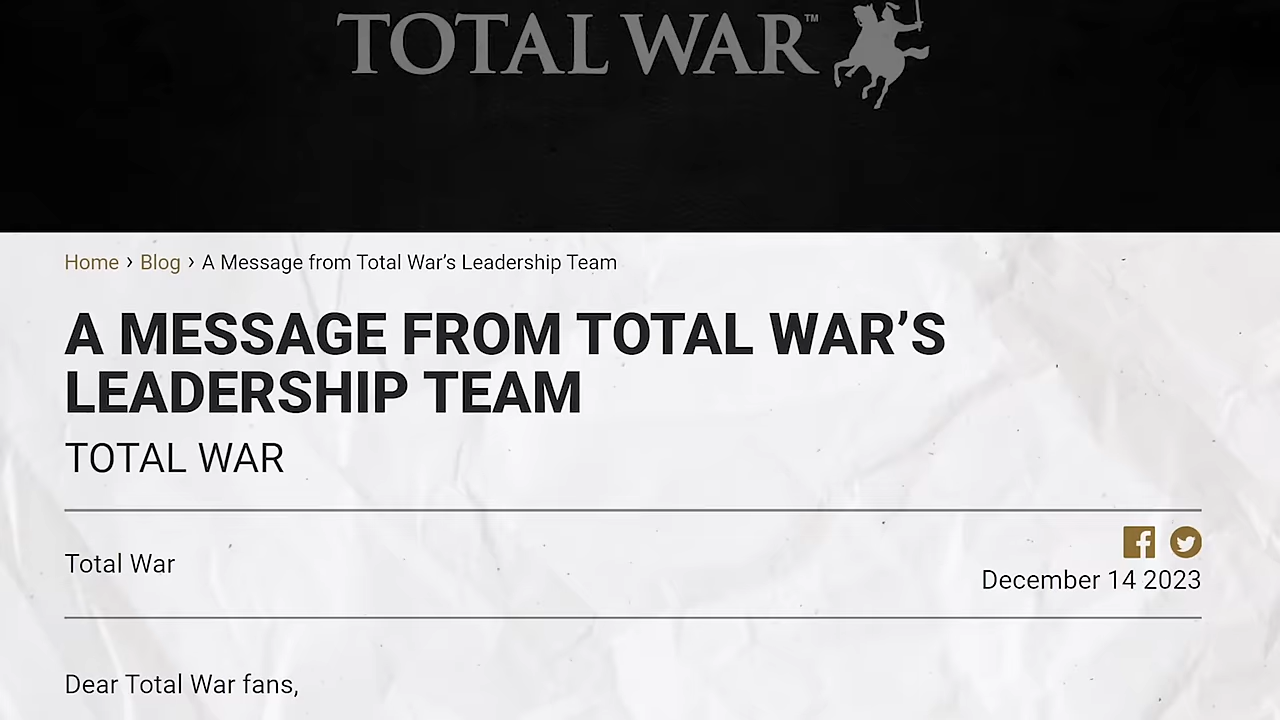 TOTAL WAR™
Home › Blog › A Message from Total War’s Leadership Team
A MESSAGE FROM TOTAL WAR’S
LEADERSHIP TEAM
TOTAL WAR
Total War
December 14 2023
Dear Total War fans,